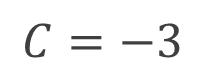 C = −3